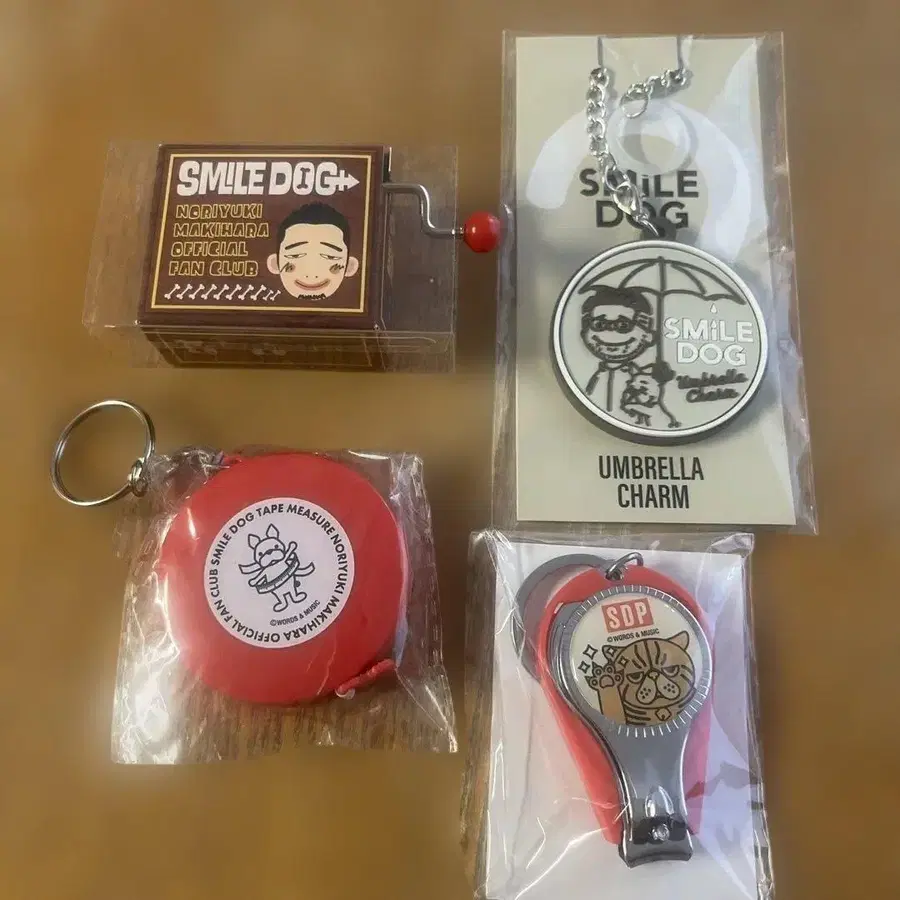 SMILE DOG
NORIYUKI
MAKIHARA
OFFICIAL
FAN CLUB
SMiLE
DOG
SMiLE
DOG
Umbrella
Charm
UMBRELLA
CHARM
SMILE DOG TAPE MEASURE NORIYUKI MAKIHARA OFFICIAL FAN CLUB
©WORDS & MUSIC
SDP
©WORDS & MUSIC